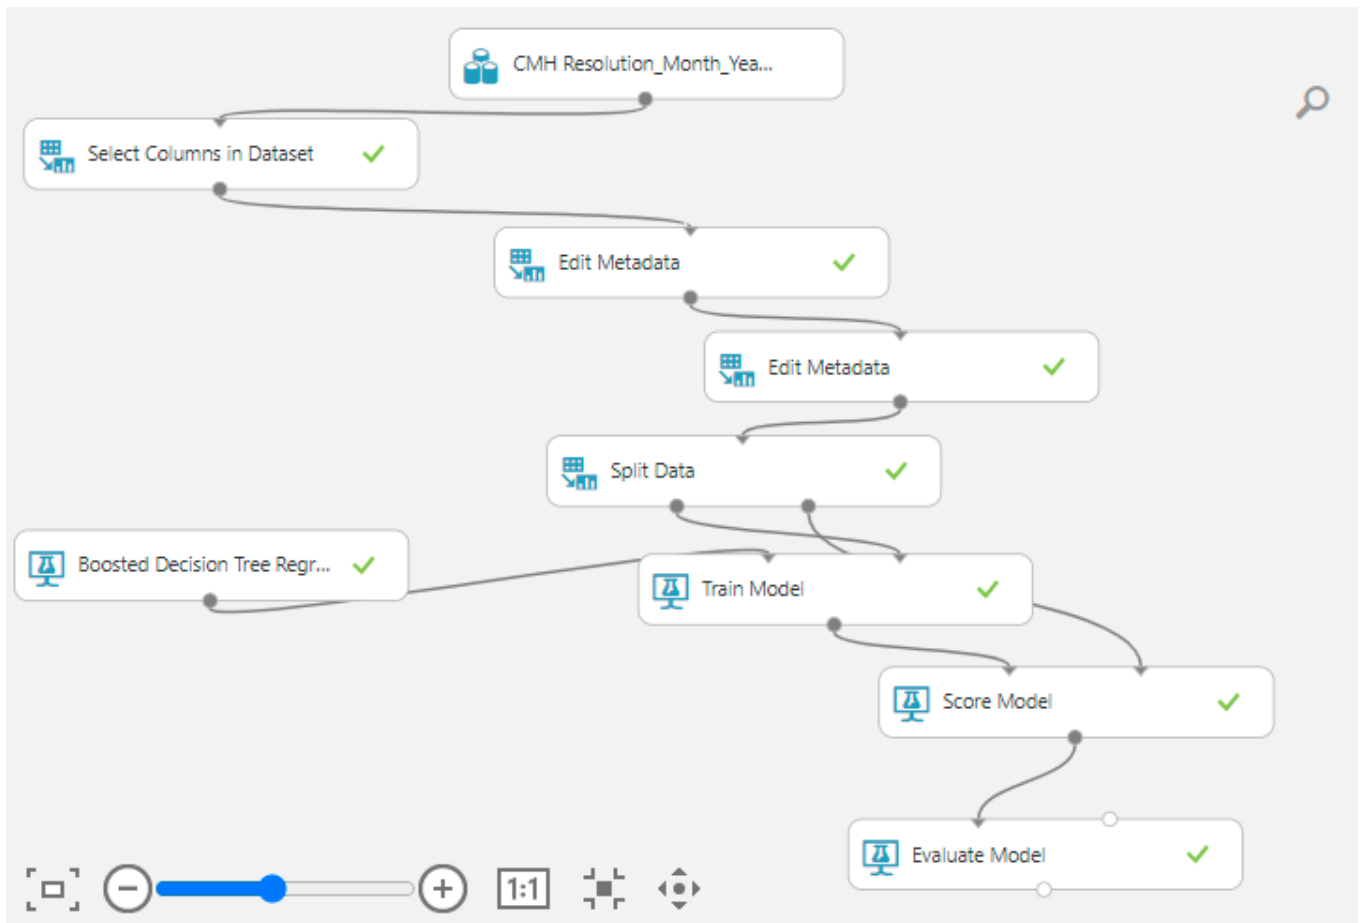 CMH Resolution_Month_Yea...
Select Columns in Dataset
Edit Metadata
Edit Metadata
Split Data
Boosted Decision Tree Regr...
Train Model
Score Model
Evaluate Model
1:1